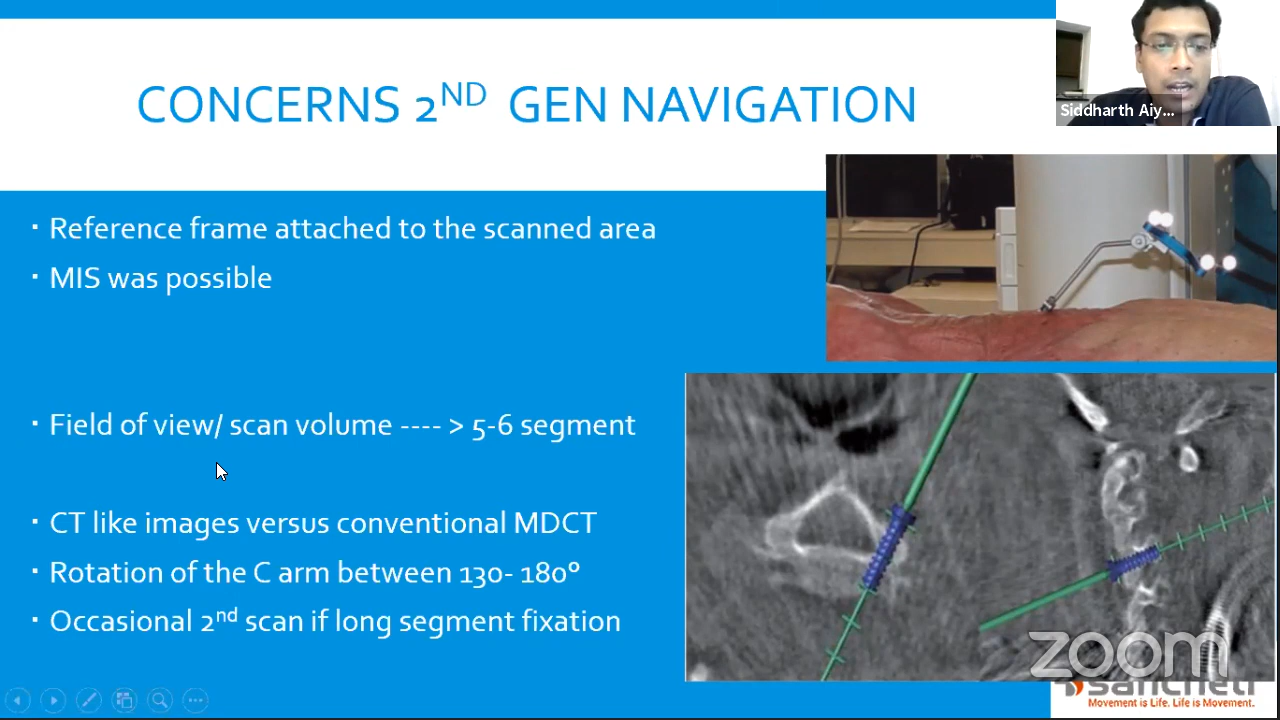 CONCERNS 2ND GEN NAVIGATION
Siddharth Aiy...
· Reference frame attached to the scanned area
· MIS was possible
· Field of view/ scan volume ---- > 5-6 segment
· CT like images versus conventional MDCT
· Rotation of the C arm between 130- 180°
· Occasional 2nd scan if long segment fixation
zoom
sancheti
Movement is Life. Life is Movement.